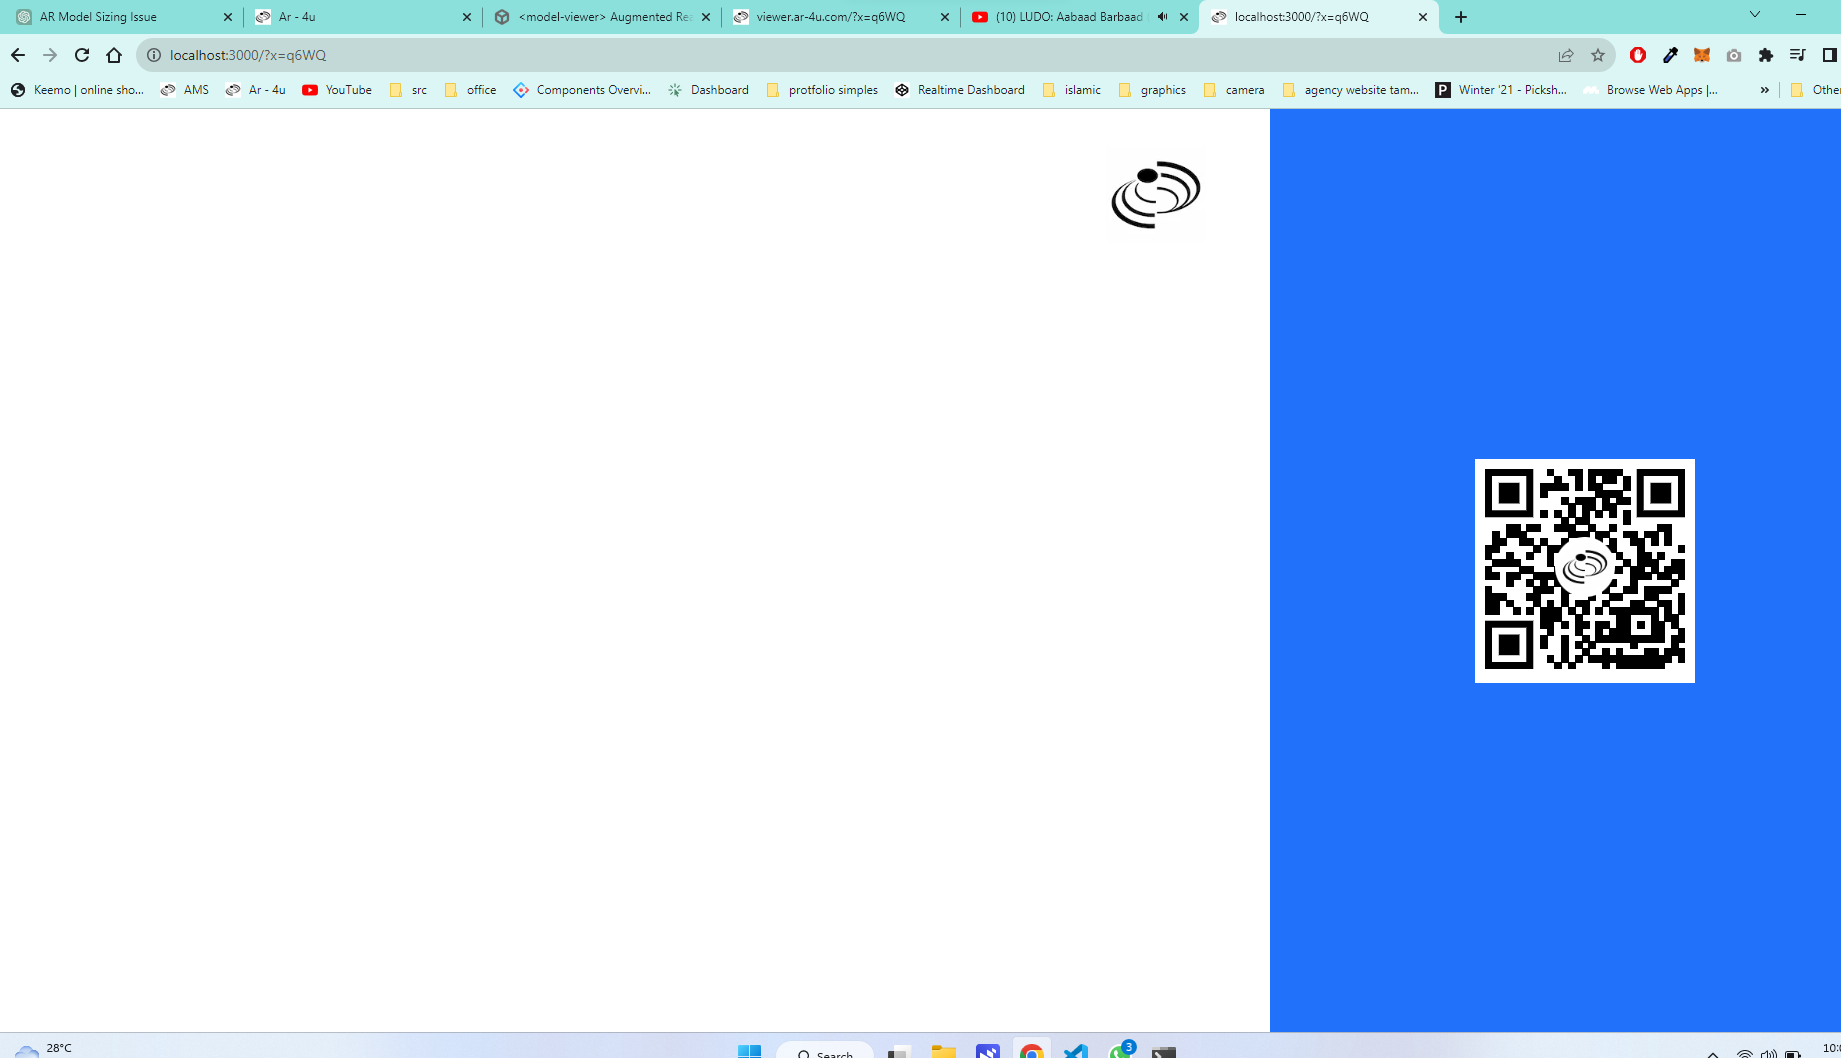 AR Model Sizing Issue
Ar - 4u
<model-viewer> Augmented Rea
viewer.ar-4u.com/?x=q6WQ
(10) LUDO: Aabaad Barbaad
localhost:3000/?x=q6WQ
localhost:3000/?x=q6WQ
Keemo | online sho...
AMS
Ar - 4u
YouTube
src
office
Components Overvi...
Dashboard
protfolio simples
Realtime Dashboard
islamic
graphics
camera
agency website tam...
P
Winter '21 - Picksh...
Browse Web Apps |...
»
Other
28°C
Search
3